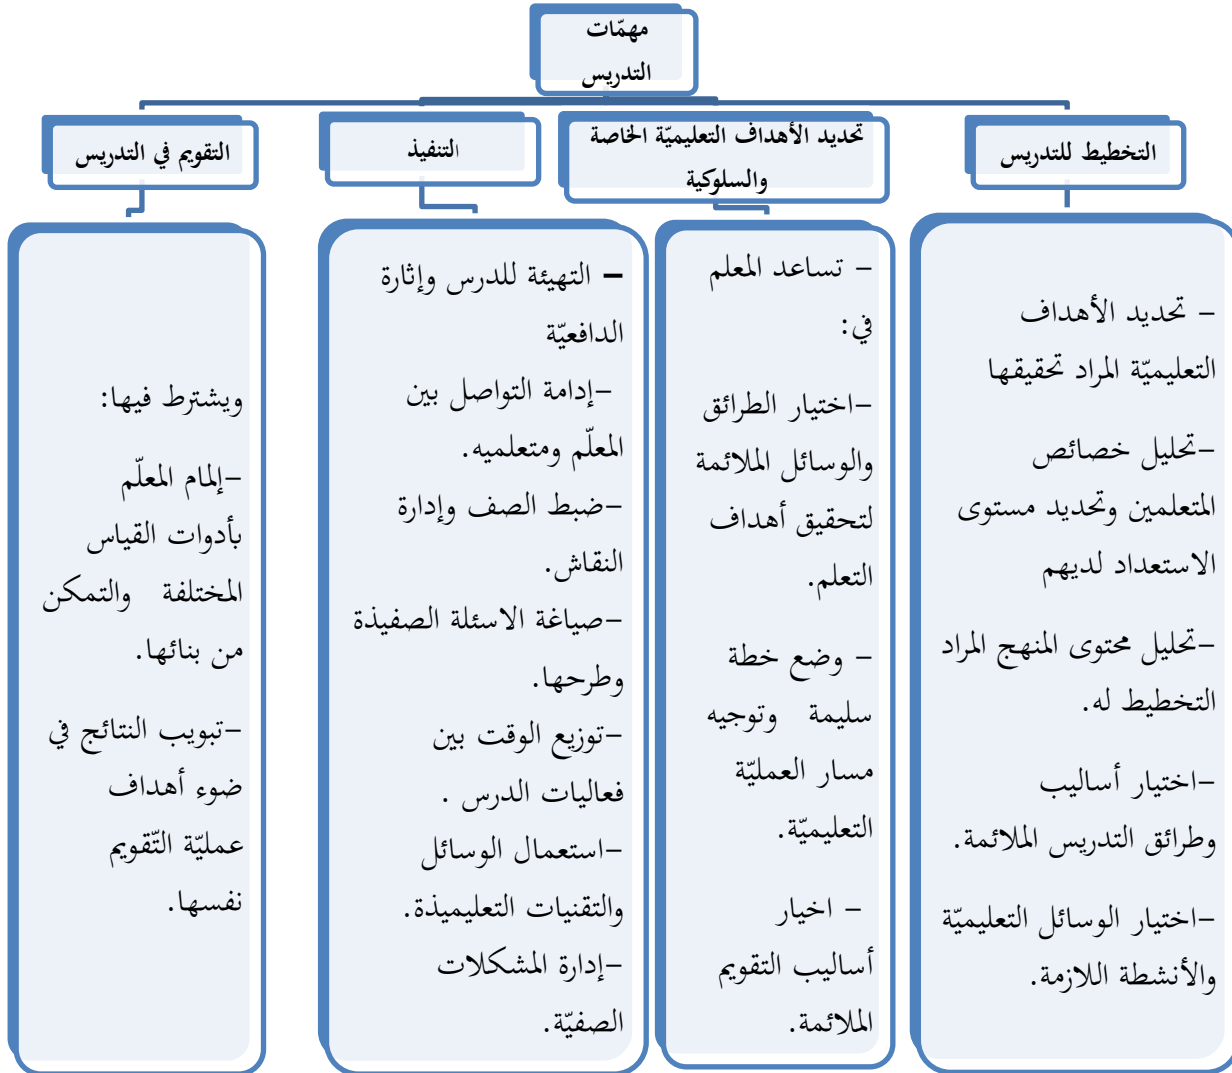 مهمّات
التدريس
التخطيط للتدريس
تحديد الأهداف التعليميّة الخاصة
والسلوكية
التنفيذ
التقويم في التدريس
– تحديد الأهداف
التعليميّة المراد تحقيقها
–تحليل خصائص
المتعلمين وتحديد مستوى
الاستعداد لديهم
–تحليل محتوى المنهج المراد
التخطيط له.
–اختيار أساليب
وطرائق التدريس الملائمة.
–اختيار الوسائل التعليميّة
والأنشطة اللازمة.
– تساعد المعلم
في:
–اختيار الطرائق
والوسائل الملائمة
لتحقيق أهداف
التعلم.
– وضع خطة
سليمة وتوجيه
مسار العمليّة
التعليميّة.
– اخيار
أساليب التقويم
الملائمة.
– التهيئة للدرس وإثارة
الدافعيّة
–إدامة التواصل بين
المعلّم ومتعلميه.
–ضبط الصف وإدارة
النقاش.
–صياغة الاسئلة الصفيذة
وطرحها.
–توزيع الوقت بين
فعاليات الدرس .
–استعمال الوسائل
والتقنيات التعليميذة.
–إدارة المشكلات
الصفيّة.
ويشترط فيها:
–إلمام المعلّم
بأدوات القياس
المختلفة والتمكن
من بنائها.
–تبويب النتائج في
ضوء أهداف
عمليّة التّقويم
نفسها.